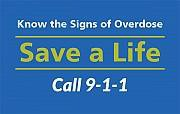 Know the Signs of Overdose
Save a Life
Call 9-1-1